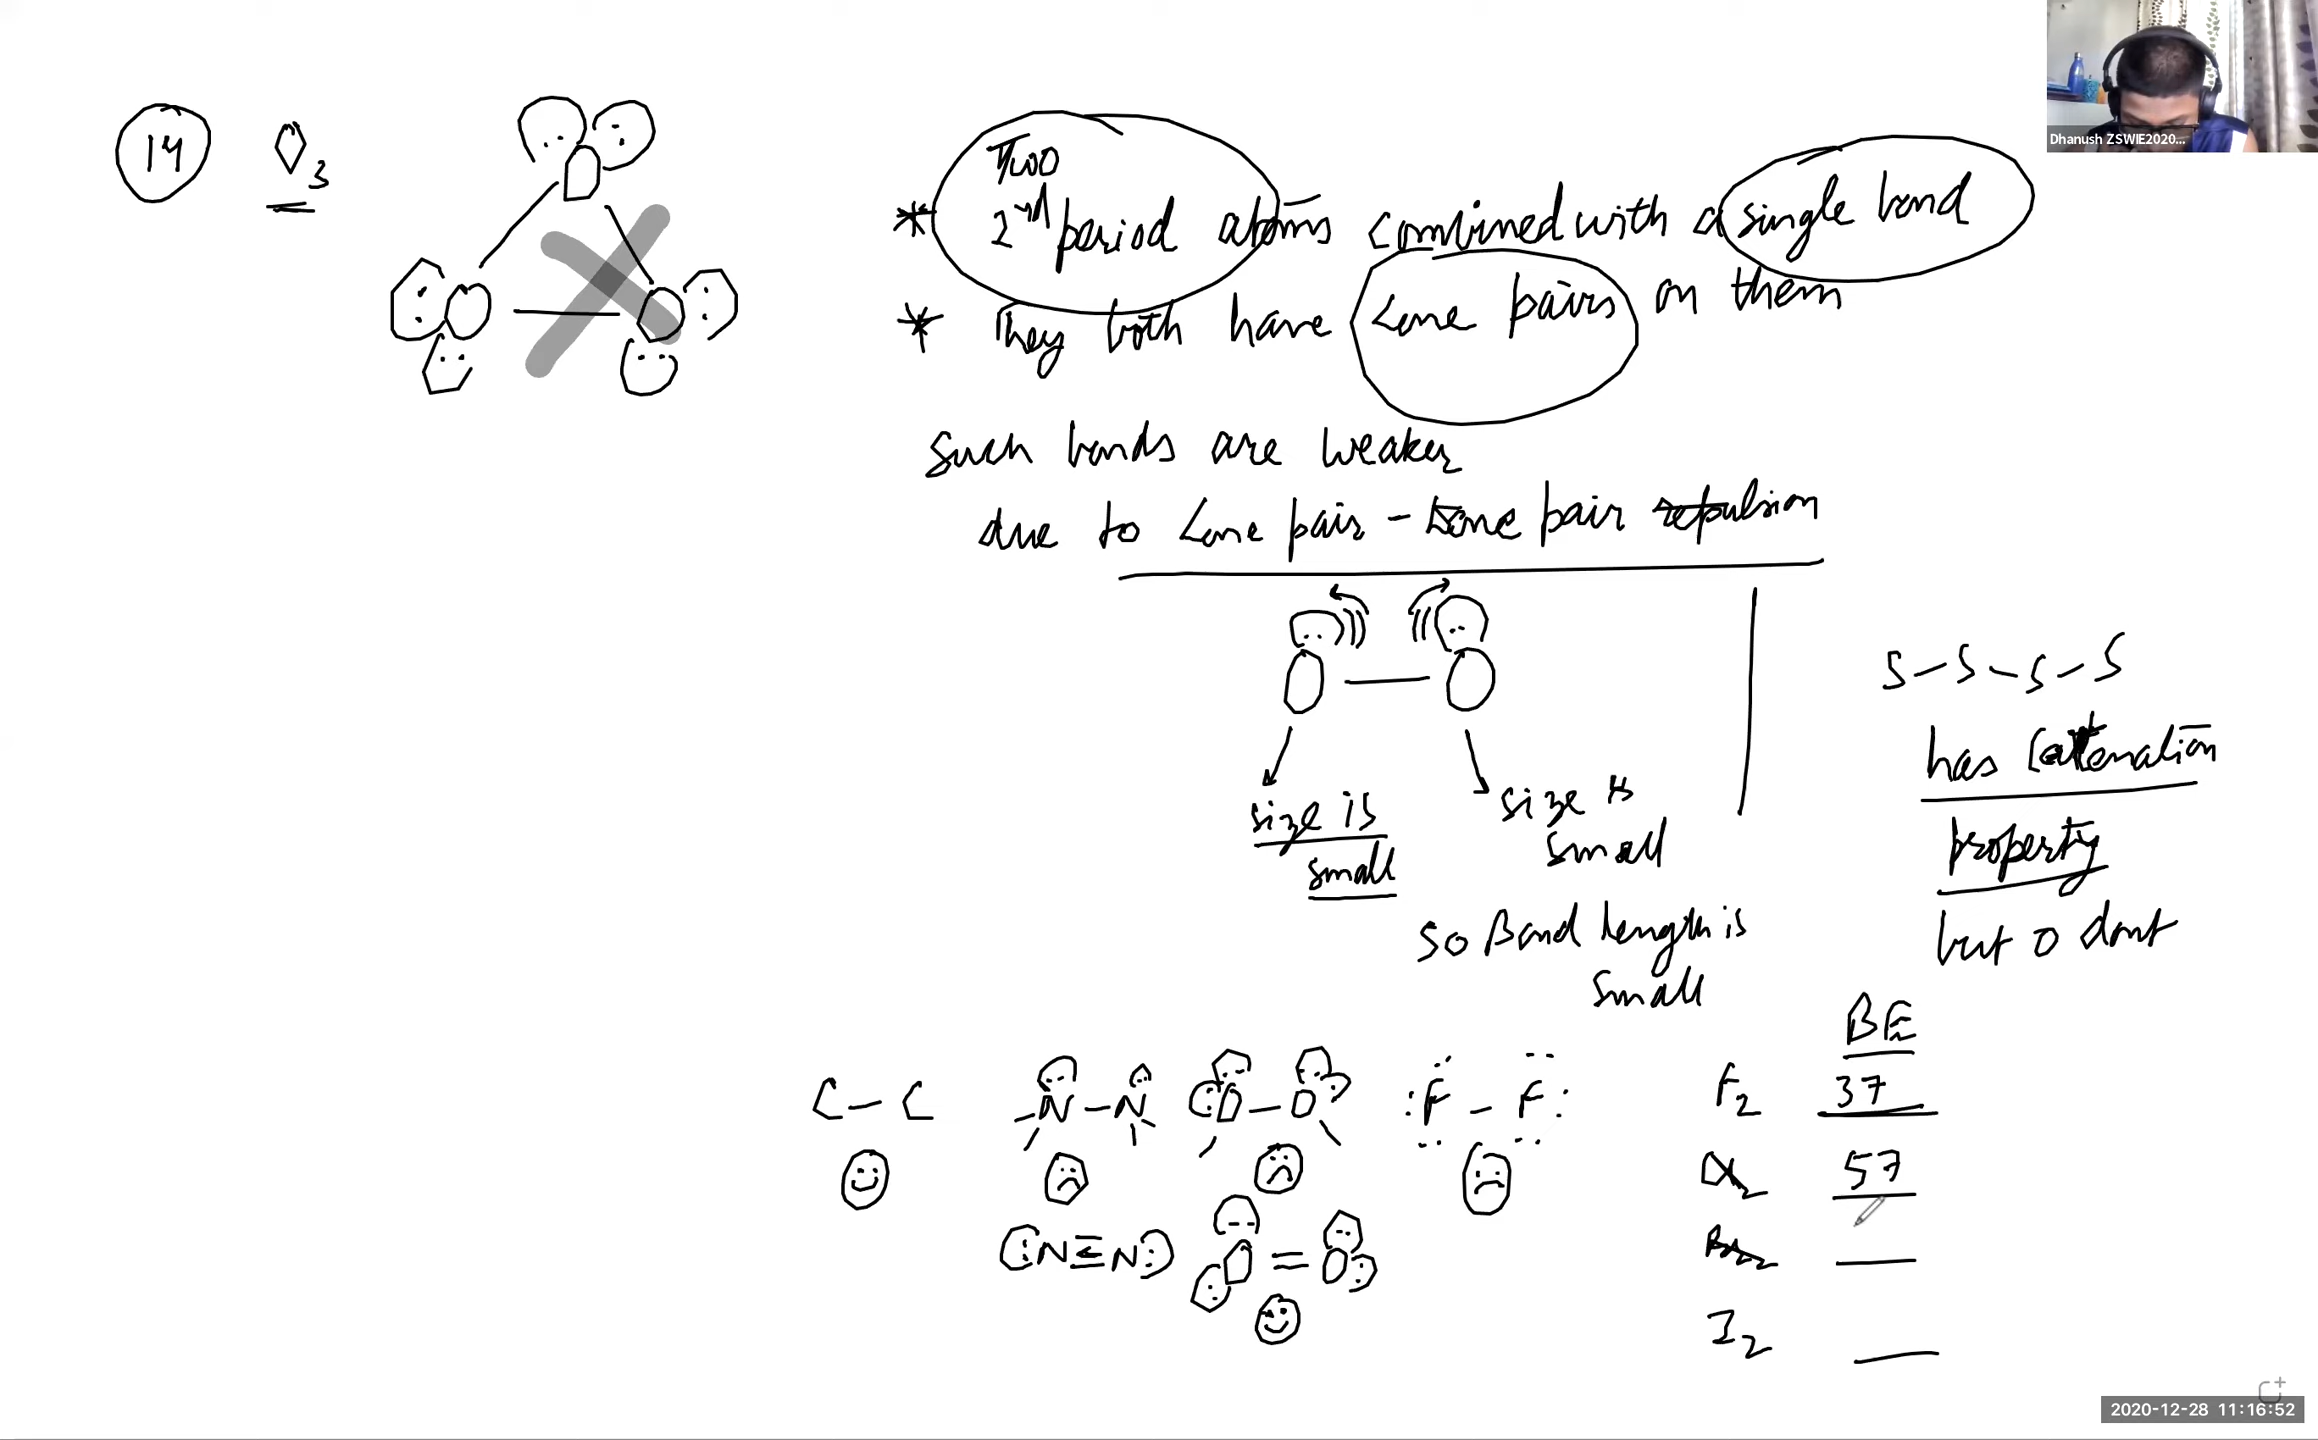 14
O3
Two
* 2nd period atoms combined with a single bond
* They both have Lone pairs on them
Such bonds are weaker
due to Lone pair - Lone pair repulsion
O — O
size is
small
size is
small
So Bond length is
small
S-S-S-S
has Catenation
property
but O dont
C-C
N-N
O-O
F-F
N≡N
O=O
BE
F2 37
Cl2 57
Br2
I2
Dhanush ZSWIE2020...
2020-12-28 11:16:52